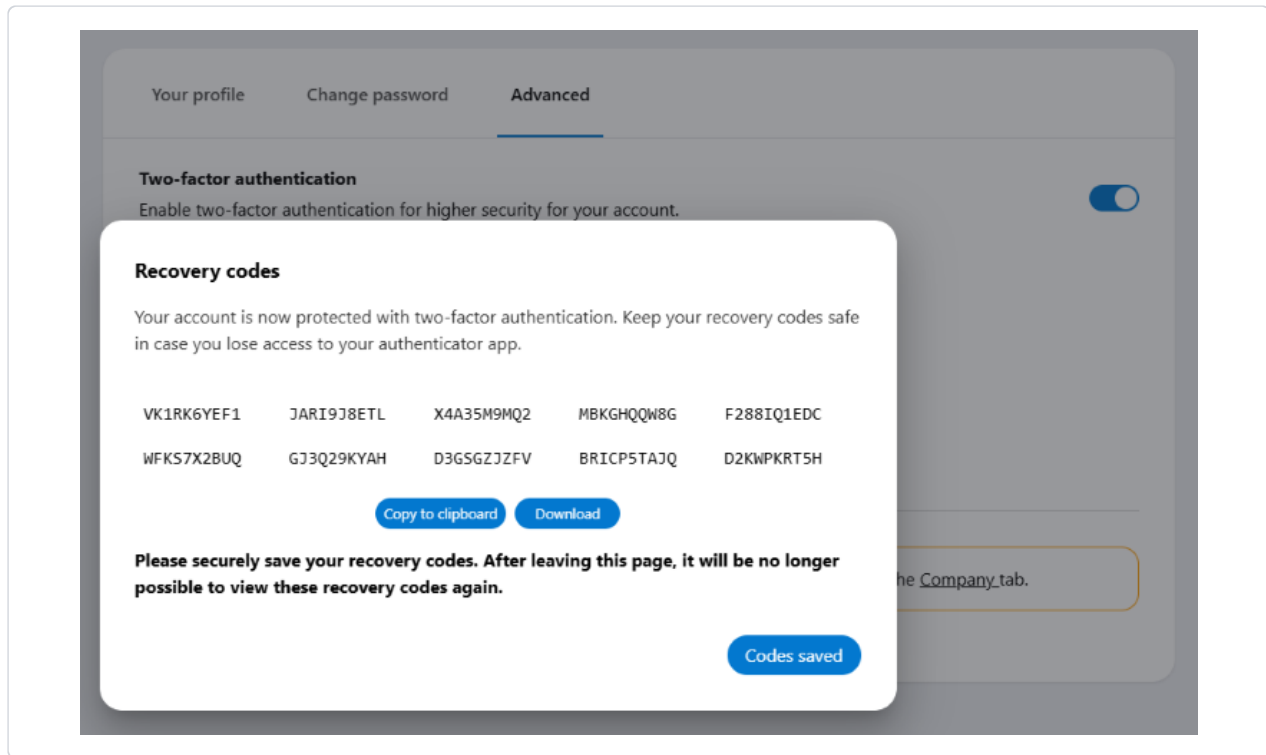 Your profile Change password Advanced
Two-factor authentication
Enable two-factor authentication for higher security for your account.
Recovery codes
Your account is now protected with two-factor authentication. Keep your recovery codes safe
in case you lose access to your authenticator app.
VK1RK6YEF1 JARI9J8ETL X4A35M9MQ2 MBKGHQQW8G F288IQ1EDC
WFKS7X2BUQ GJ3Q29KYAH D3GSGZJZFV BRICP5TAJQ D2KWPKRT5H
Copy to clipboard Download
Please securely save your recovery codes. After leaving this page, it will be no longer
possible to view these recovery codes again.
he Company tab.
Codes saved